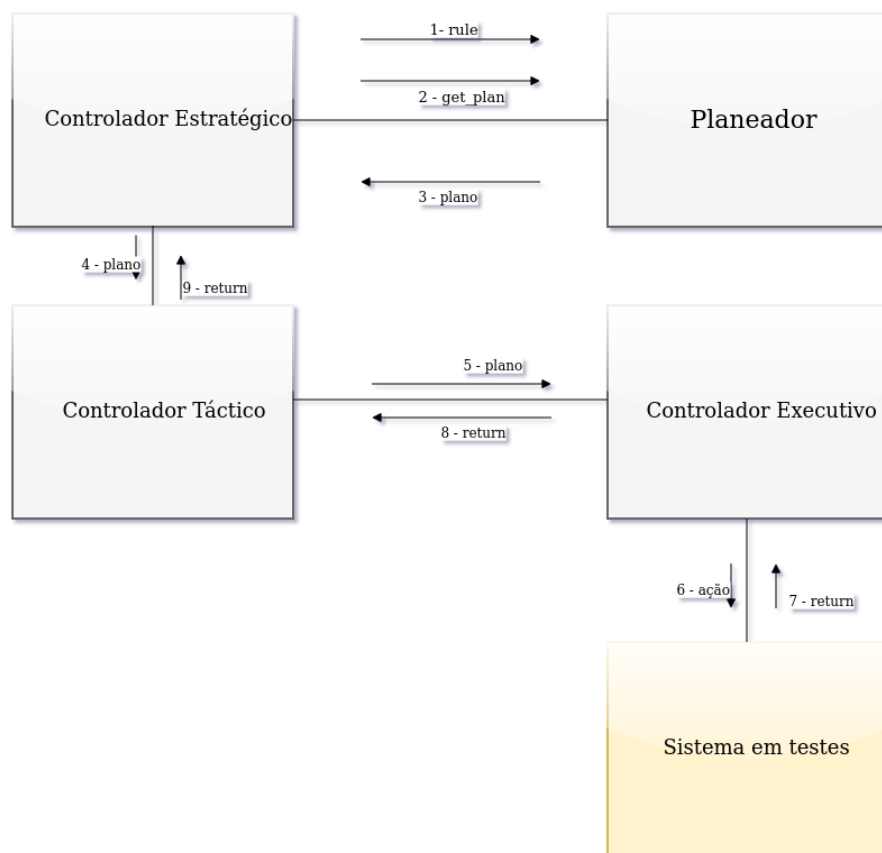 1- rule
2 - get_plan
Controlador Estratégico
Planeador
3 - plano
4 - plano
9 - return
5 - plano
Controlador Táctico
Controlador Executivo
8 - return
6 - ação
7 - return
Sistema em testes